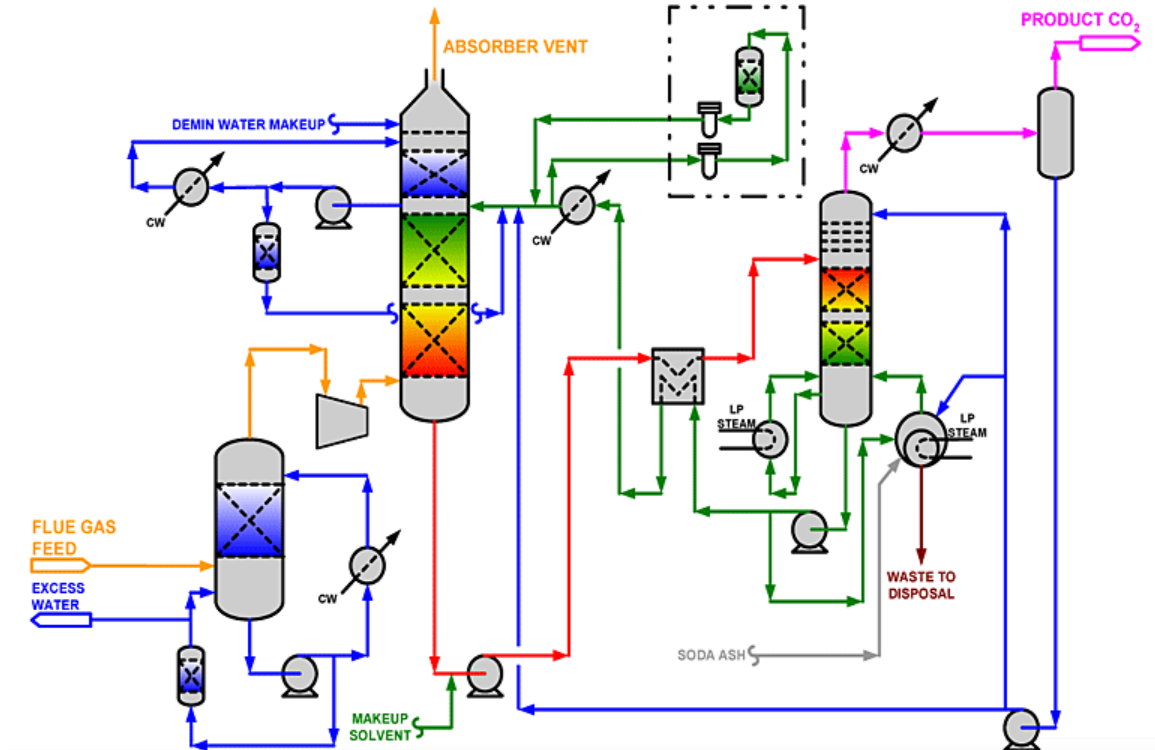 PRODUCT CO2
ABSORBER VENT
DEMIN WATER MAKEUP
CW
CW
CW
LP
STEAM
LP
STEAM
FLUE GAS
FEED
EXCESS
WATER
CW
WASTE TO
DISPOSAL
SODA ASH
MAKEUP
SOLVENT